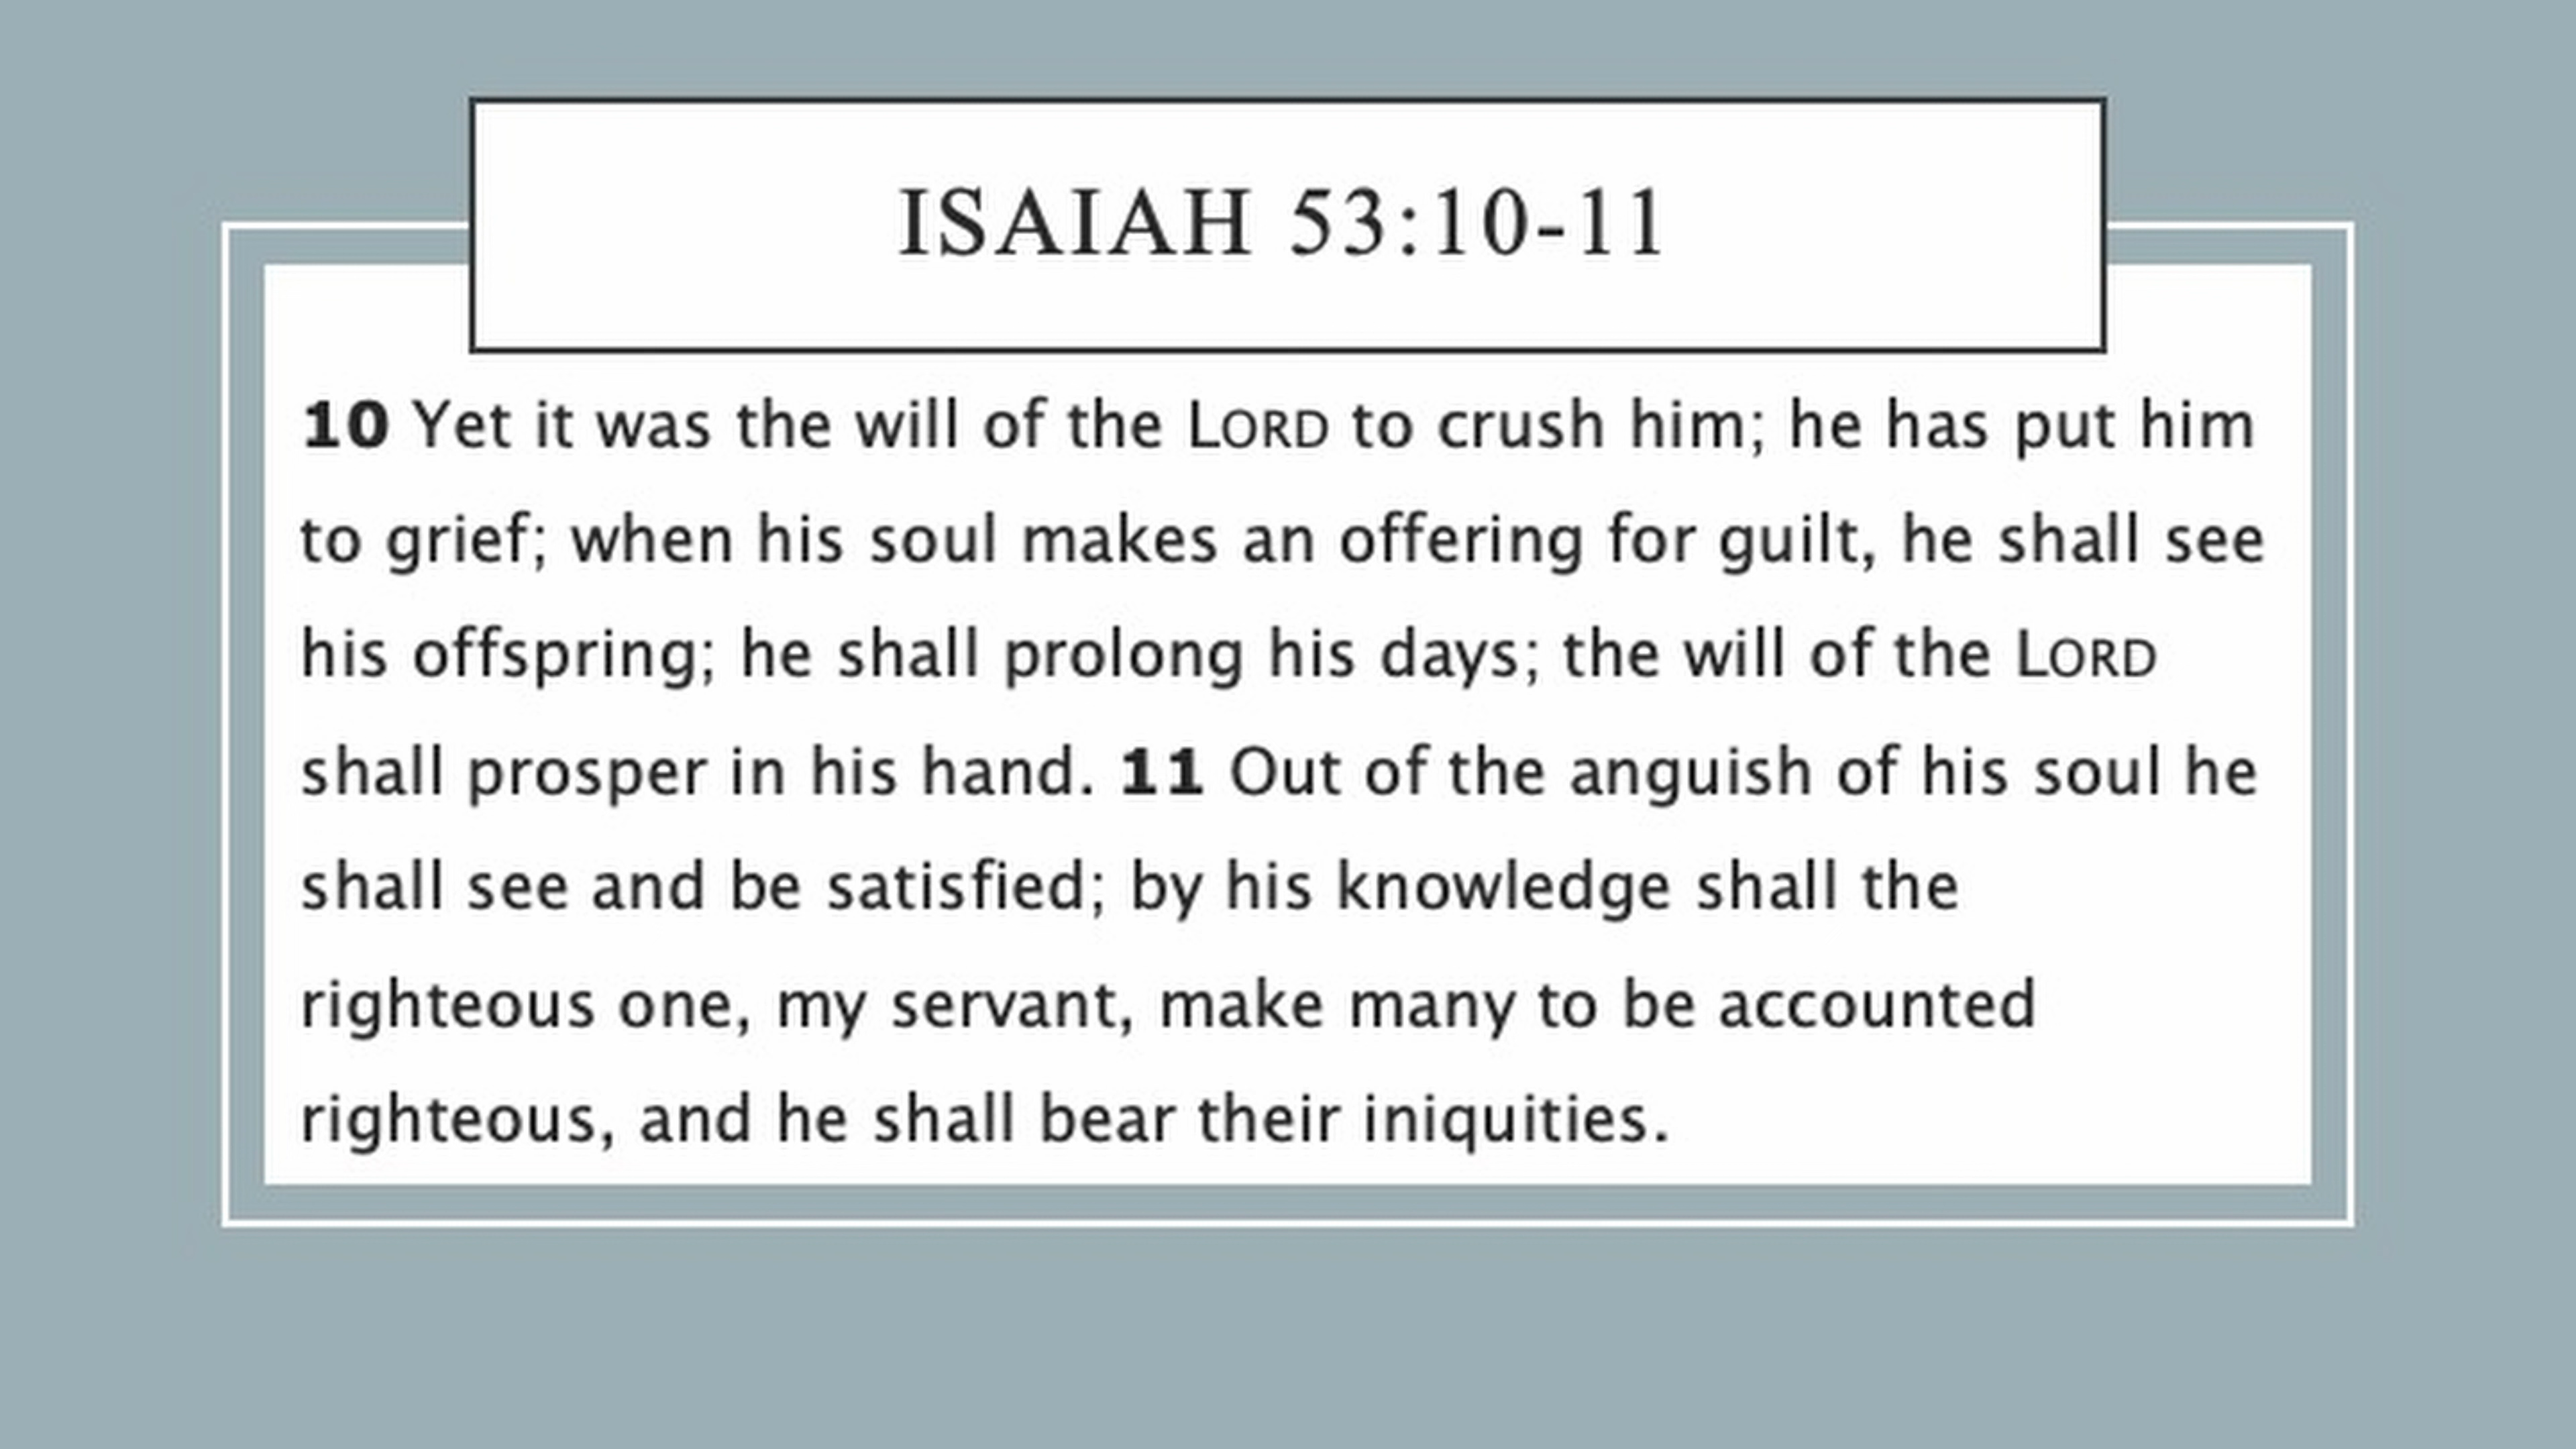 ISAIAH 53:10-11
10 Yet it was the will of the LORD to crush him; he has put him
to grief; when his soul makes an offering for guilt, he shall see
his offspring; he shall prolong his days; the will of the LORD
shall prosper in his hand. 11 Out of the anguish of his soul he
shall see and be satisfied; by his knowledge shall the
righteous one, my servant, make many to be accounted
righteous, and he shall bear their iniquities.